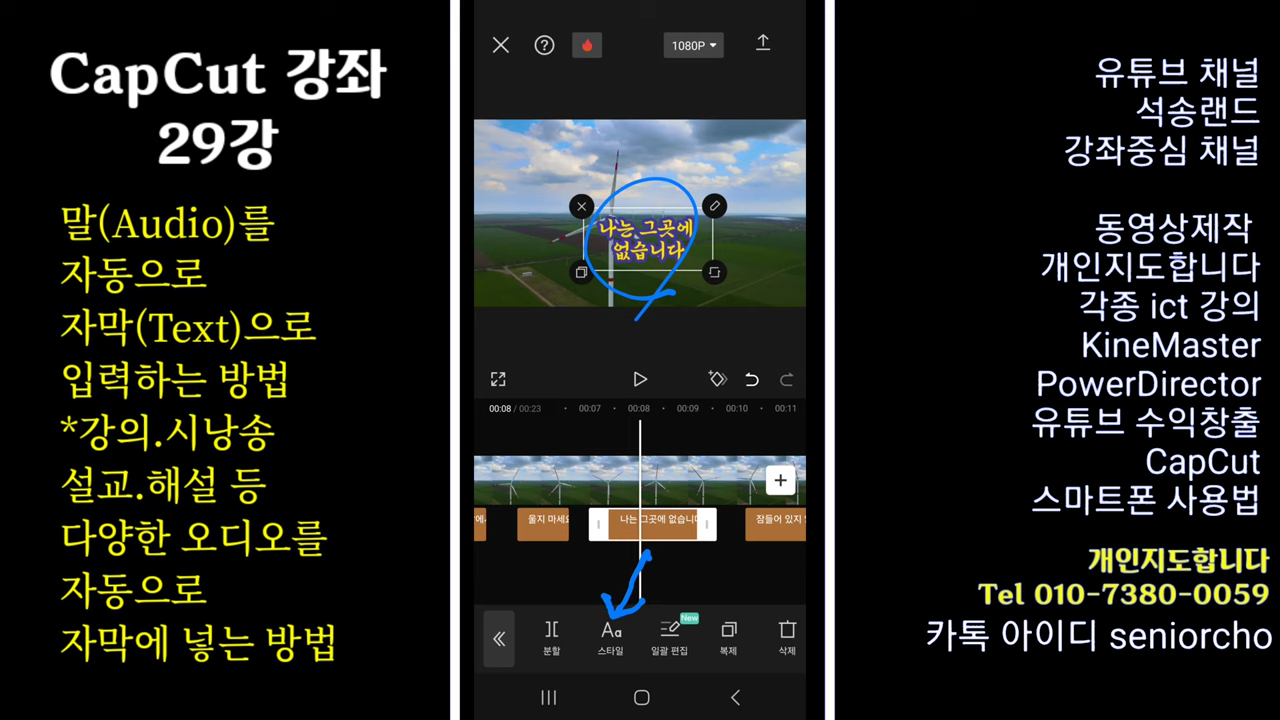 CapCut 강좌
29강
말(Audio)를
자동으로
자막(Text)으로
입력하는 방법
*강의.시낭송
설교.해설 등
다양한 오디오를
자동으로
자막에 넣는 방법
1080P
나는 그곳에
없습니다
00:08 / 00:23
00:07
00:08
00:09
00:10
00:11
울지 마세요
나는 그곳에 없습니다
잠들어 있지
New
분할
스타일
일괄 편집
복제
삭제
유튜브 채널
석송랜드
강좌중심 채널
동영상제작
개인지도합니다
각종 ict 강의
KineMaster
PowerDirector
유튜브 수익창출
CapCut
스마트폰 사용법
개인지도합니다
Tel 010-7380-0059
카톡 아이디 seniorcho